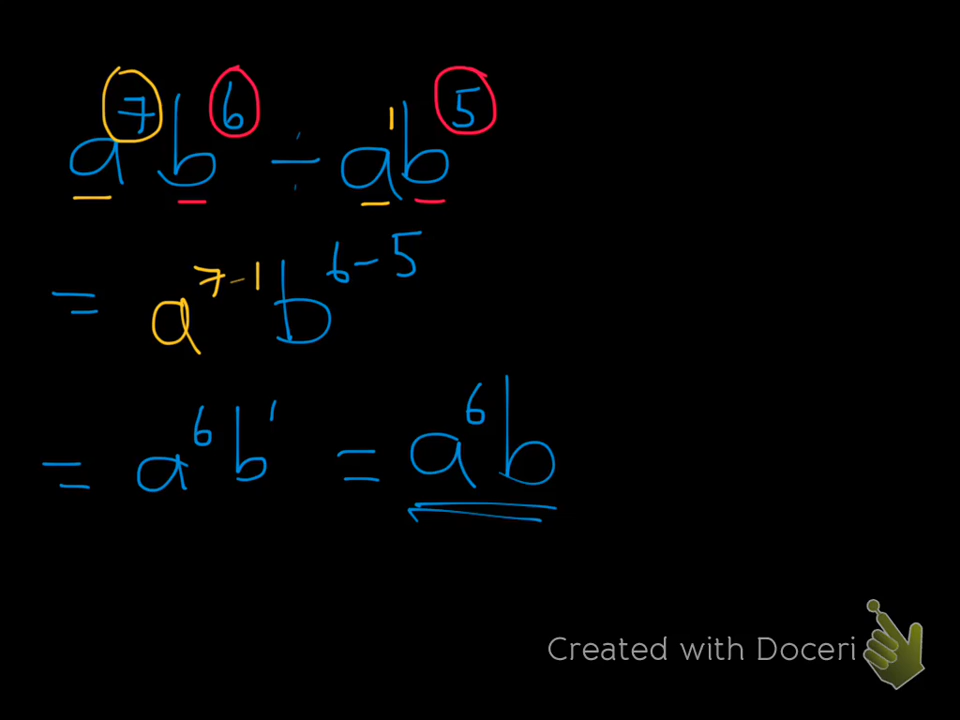 a⁷b⁶ ÷ a¹b⁵
= a⁷⁻¹b⁶⁻⁵
= a⁶b¹ = a⁶b
Created with Doceri